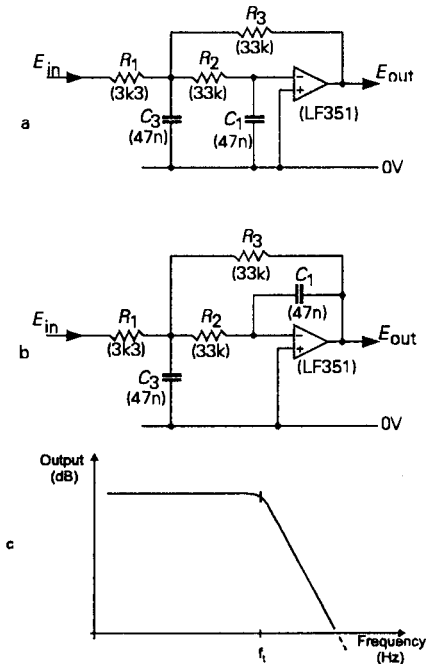 R3
(33k)
Ein
R1
(3k3)
R2
(33k)
Eout
C3
(47n)
C1
(47n)
(LF351)
a
0V
R3
(33k)
C1
(47n)
Ein
R1
(3k3)
R2
(33k)
Eout
b
(LF351)
C3
(47n)
0V
Output
(dB)
c
ft
Frequency
(Hz)